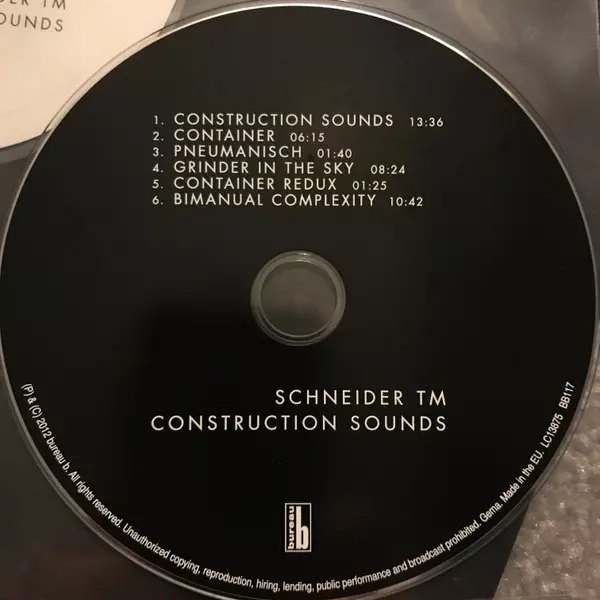 DER TM
OUNDS
1. CONSTRUCTION SOUNDS 13:36
2. CONTAINER 06:15
3. PNEUMANISCH 01:40
4. GRINDER IN THE SKY 08:24
5. CONTAINER REDUX 01:25
6. BIMANUAL COMPLEXITY 10:42
SCHNEIDER TM
CONSTRUCTION SOUNDS
bureau b
(P) & (C) 2012 bureau b. All rights reserved. Unauthorized copying, reproduction, hiring, lending, public performance and broadcast prohibited. Gema. Made in the EU. LC13875 BB117